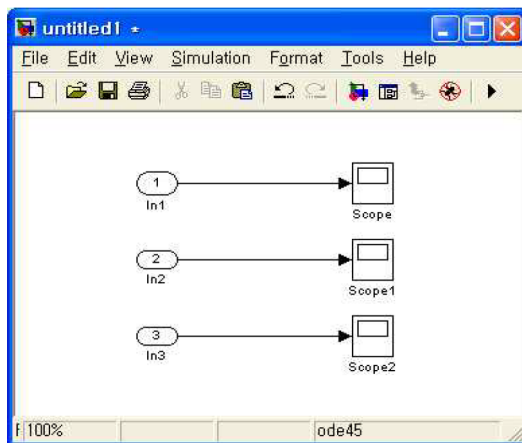 untitled1 *
File Edit View Simulation Format Tools Help
1
In1
Scope
2
In2
Scope1
3
In3
Scope2
F 100% ode45